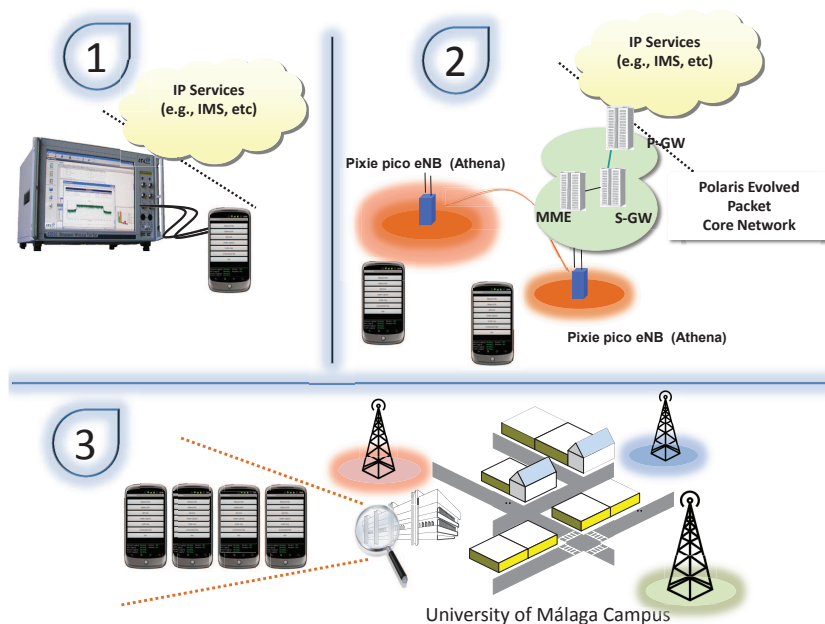 1
IP Services
(e.g., IMS, etc)
2
IP Services
(e.g., IMS, etc)
P-GW
Pixie pico eNB (Athena)
MME
S-GW
Polaris Evolved
Packet
Core Network
Pixie pico eNB (Athena)
3
University of Málaga Campus